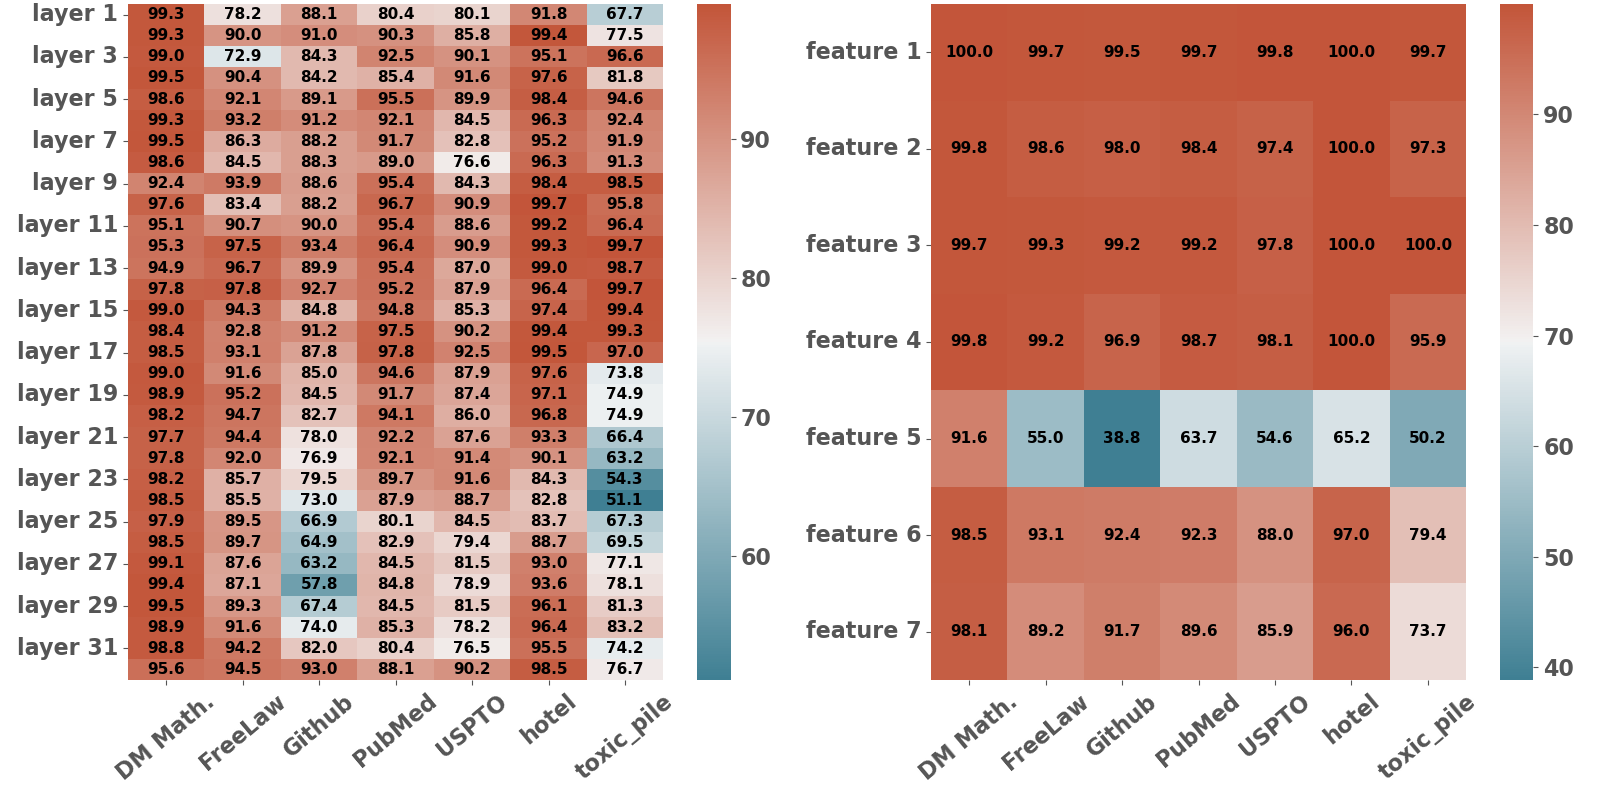 layer 1 99.3 78.2 88.1 80.4 80.1 91.8 67.7
99.3 90.0 91.0 90.3 85.8 99.4 77.5
layer 3 99.0 72.9 84.3 92.5 90.1 95.1 96.6
99.5 90.4 84.2 85.4 91.6 97.6 81.8
layer 5 98.6 92.1 89.1 95.5 89.9 98.4 94.6
99.3 93.2 91.2 92.1 84.5 96.3 92.4
layer 7 99.5 86.3 88.2 91.7 82.8 95.2 91.9
98.6 84.5 88.3 89.0 76.6 96.3 91.3
layer 9 92.4 93.9 88.6 95.4 84.3 98.4 98.5
97.6 83.4 88.2 96.7 90.9 99.7 95.8
layer 11 95.1 90.7 90.0 95.4 88.6 99.2 96.4
95.3 97.5 93.4 96.4 90.9 99.3 99.7
layer 13 94.9 96.7 89.9 95.4 87.0 99.0 98.7
97.8 97.8 92.7 95.2 87.9 96.4 99.7
layer 15 99.0 94.3 84.8 94.8 85.3 97.4 99.4
98.4 92.8 91.2 97.5 90.2 99.4 99.3
layer 17 98.5 93.1 87.8 97.8 92.5 99.5 97.0
99.0 91.6 85.0 94.6 87.9 97.6 73.8
layer 19 98.9 95.2 84.5 91.7 87.4 97.1 74.9
98.2 94.7 82.7 94.1 86.0 96.8 74.9
layer 21 97.7 94.4 78.0 92.2 87.6 93.3 66.4
97.8 92.0 76.9 92.1 91.4 90.1 63.2
layer 23 98.2 85.7 79.5 89.7 91.6 84.3 54.3
98.5 85.5 73.0 87.9 88.7 82.8 51.1
layer 25 97.9 89.5 66.9 80.1 84.5 83.7 67.3
98.5 89.7 64.9 82.9 79.4 88.7 69.5
layer 27 99.1 87.6 63.2 84.5 81.5 93.0 77.1
99.4 87.1 57.8 84.8 78.9 93.6 78.1
layer 29 99.5 89.3 67.4 84.5 81.5 96.1 81.3
98.9 91.6 74.0 85.3 78.2 96.4 83.2
layer 31 98.8 94.2 82.0 80.4 76.5 95.5 74.2
95.6 94.5 93.0 88.1 90.2 98.5 76.7
DM Math. FreeLaw Github PubMed USPTO hotel toxic_pile
90
80
70
60
feature 1 100.0 99.7 99.5 99.7 99.8 100.0 99.7
feature 2 99.8 98.6 98.0 98.4 97.4 100.0 97.3
feature 3 99.7 99.3 99.2 99.2 97.8 100.0 100.0
feature 4 99.8 99.2 96.9 98.7 98.1 100.0 95.9
feature 5 91.6 55.0 38.8 63.7 54.6 65.2 50.2
feature 6 98.5 93.1 92.4 92.3 88.0 97.0 79.4
feature 7 98.1 89.2 91.7 89.6 85.9 96.0 73.7
DM Math. FreeLaw Github PubMed USPTO hotel toxic_pile
90
80
70
60
50
40